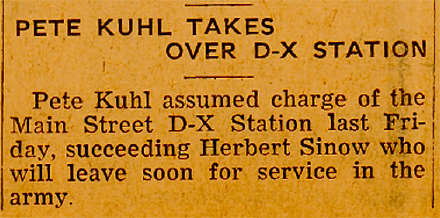 PETE KUHL TAKES
OVER D-X STATION
Pete Kuhl assumed charge of the
Main Street D-X Station last Fri-
day, succeeding Herbert Sinow who
will leave soon for service in the
army.